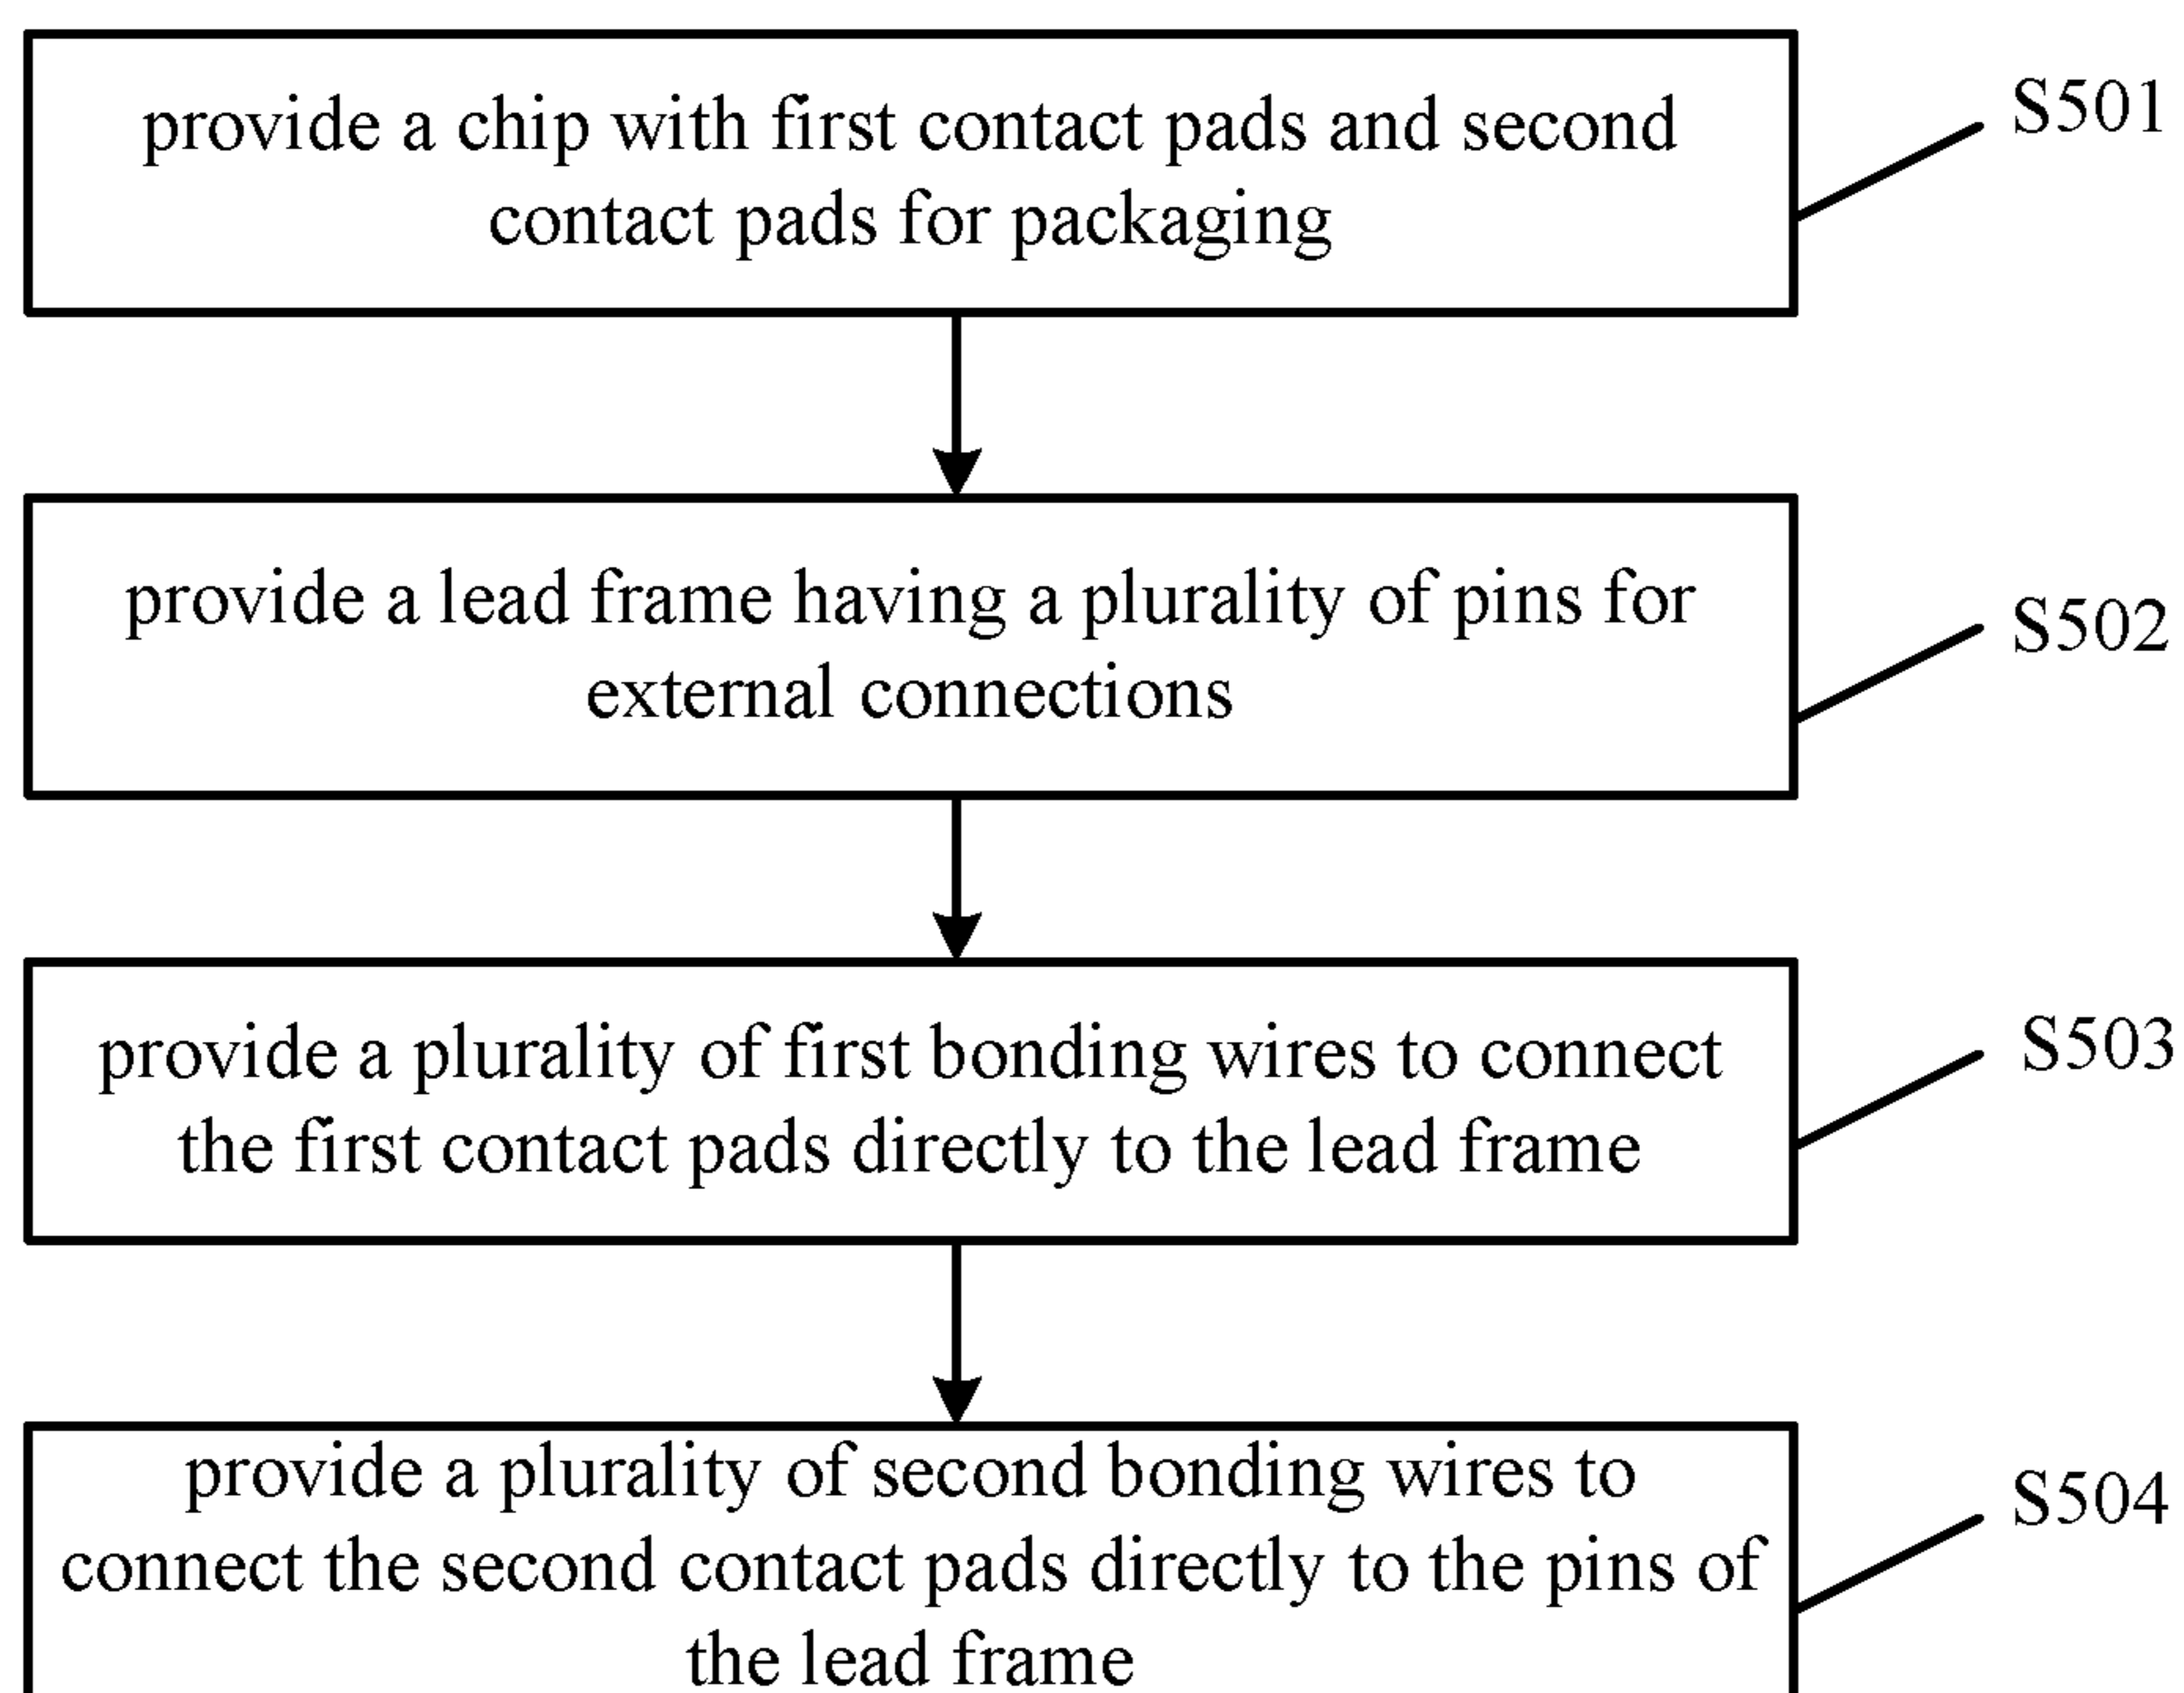 provide a chip with first contact pads and second
contact pads for packaging
S501
provide a lead frame having a plurality of pins for
external connections
S502
provide a plurality of first bonding wires to connect
the first contact pads directly to the lead frame
S503
provide a plurality of second bonding wires to
connect the second contact pads directly to the pins of
the lead frame
S504